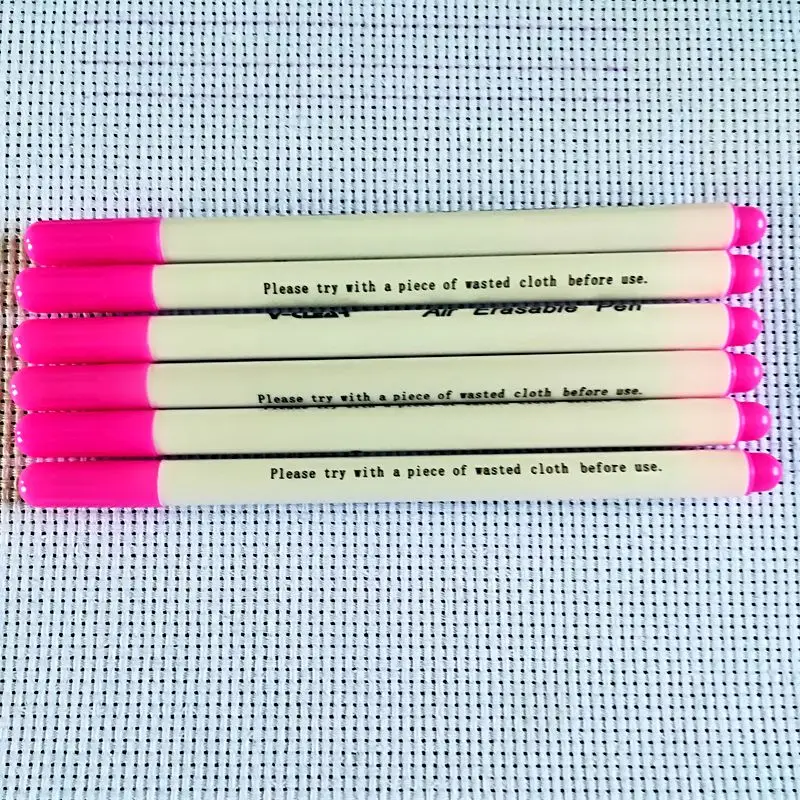 Please try with a piece of wasted cloth before use.
Air Erasable Pen
Please try with a piece of wasted cloth before use.
Please try with a piece of wasted cloth before use.